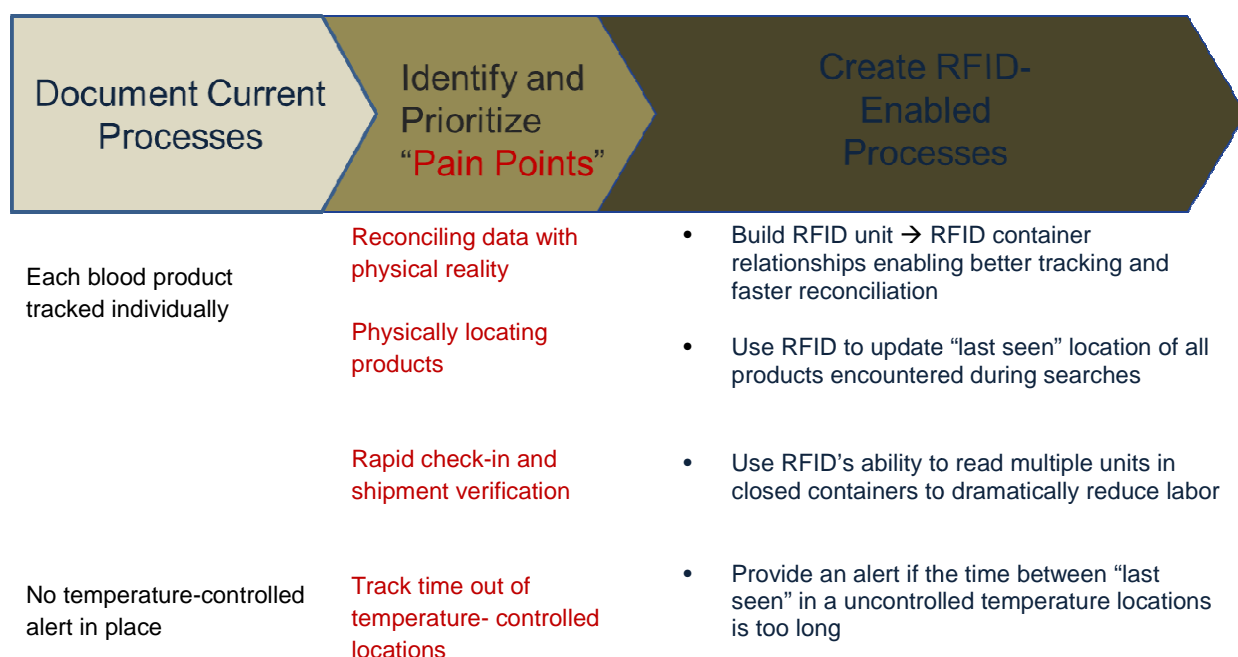 Document Current
Processes
Identify and
Prioritize
“Pain Points”
Create RFID-
Enabled
Processes
Each blood product
tracked individually
Reconciling data with
physical reality
• Build RFID unit → RFID container
relationships enabling better tracking and
faster reconciliation
Physically locating
products
• Use RFID to update “last seen” location of all
products encountered during searches
Rapid check-in and
shipment verification
• Use RFID’s ability to read multiple units in
closed containers to dramatically reduce labor
No temperature-controlled
alert in place
Track time out of
temperature- controlled
locations
• Provide an alert if the time between “last
seen” in a uncontrolled temperature locations
is too long